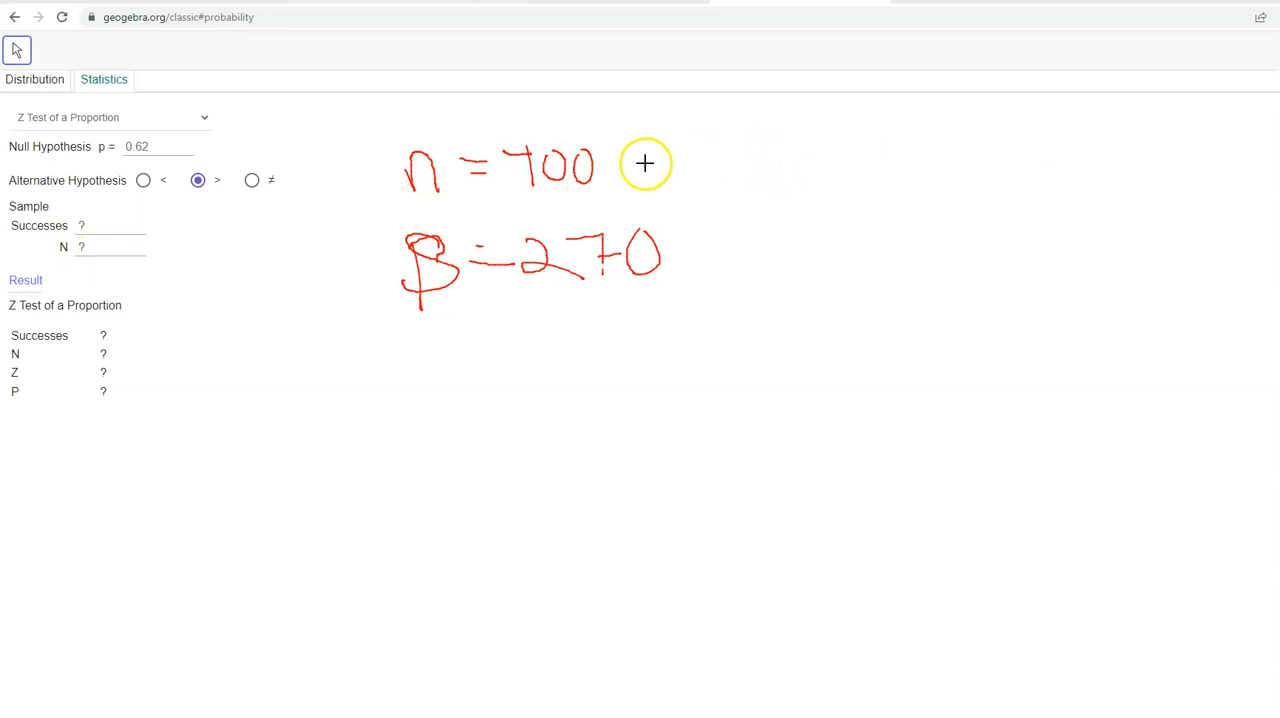 geogebra.org/classic#probability
Distribution Statistics
Z Test of a Proportion
Null Hypothesis p = 0.62
Alternative Hypothesis < > ≠
Sample
Successes ?
N ?
Result
Z Test of a Proportion
Successes ?
N ?
Z ?
P ?
n =
= 270